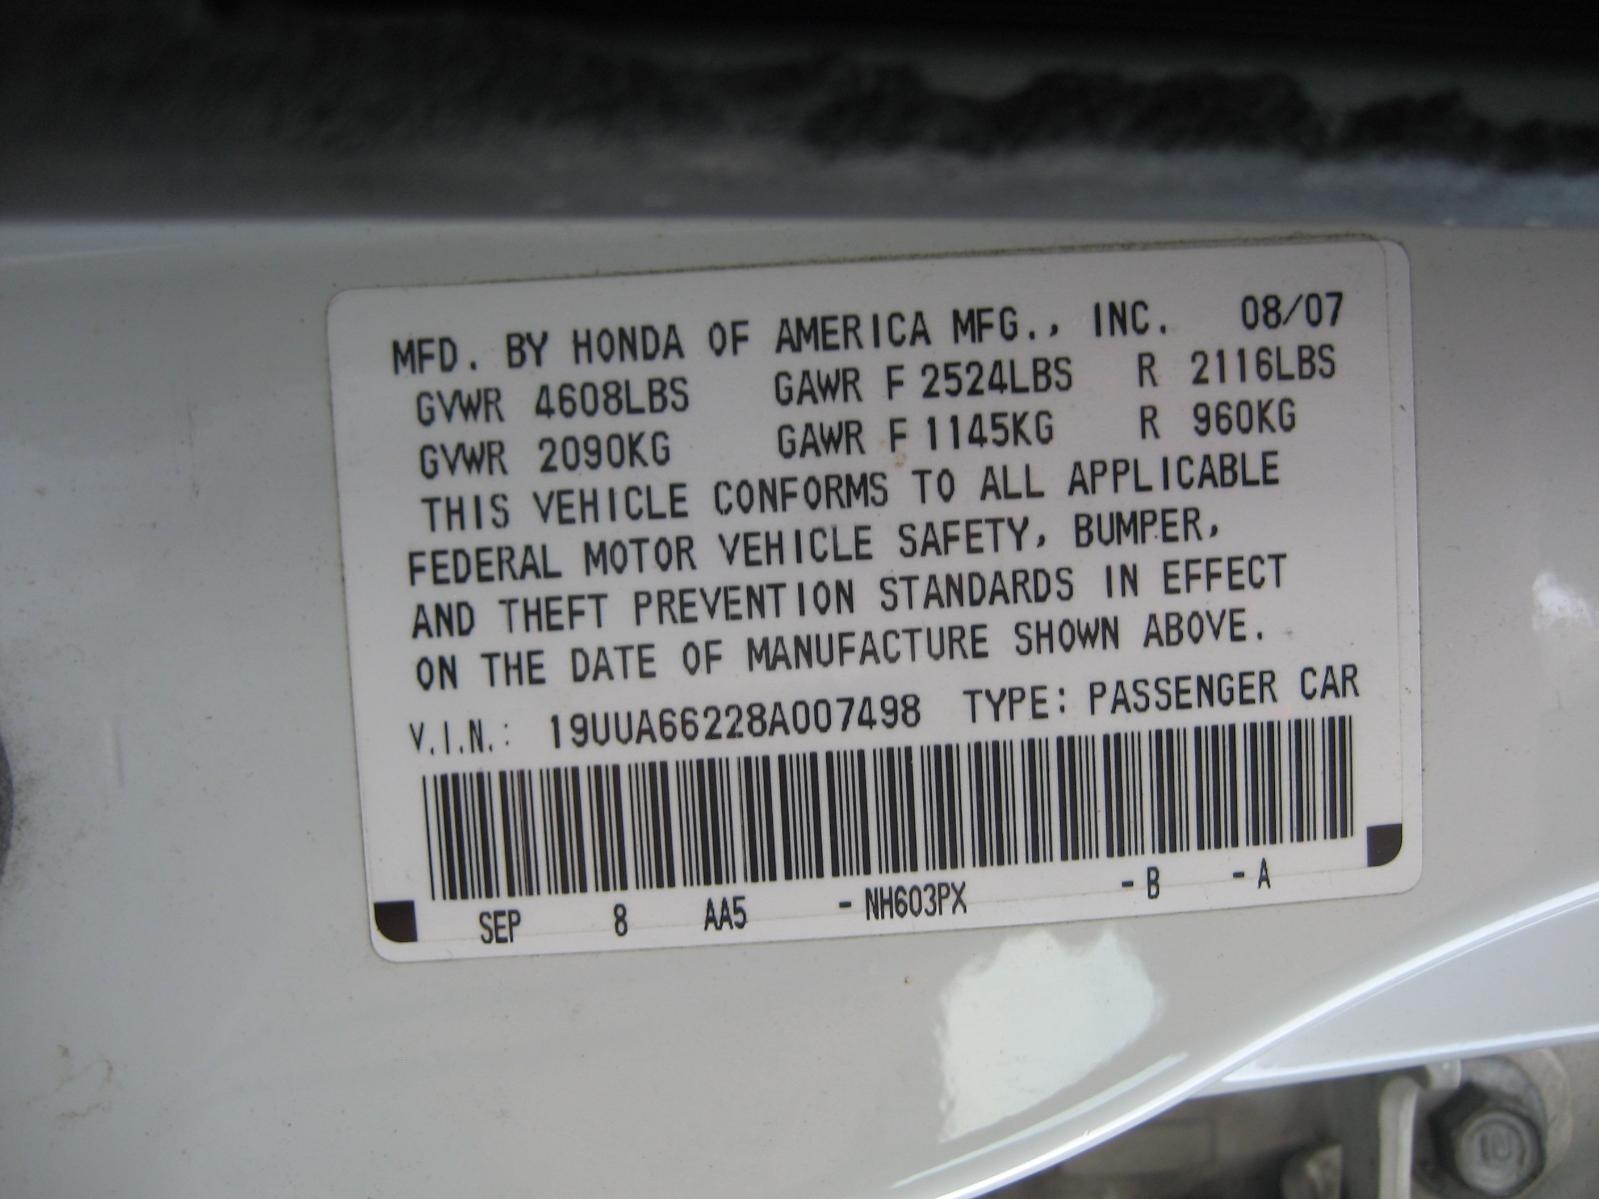 MFD. BY HONDA OF AMERICA MFG., INC. 08/07
GVWR 4608LBS GAWR F 2524LBS R 2116LBS
GVWR 2090KG GAWR F 1145KG R 960KG
THIS VEHICLE CONFORMS TO ALL APPLICABLE
FEDERAL MOTOR VEHICLE SAFETY, BUMPER,
AND THEFT PREVENTION STANDARDS IN EFFECT
ON THE DATE OF MANUFACTURE SHOWN ABOVE.
V.I.N.: 19UUA66228A007498 TYPE: PASSENGER CAR
SEP 8 AA5 - NH603PX - B - A